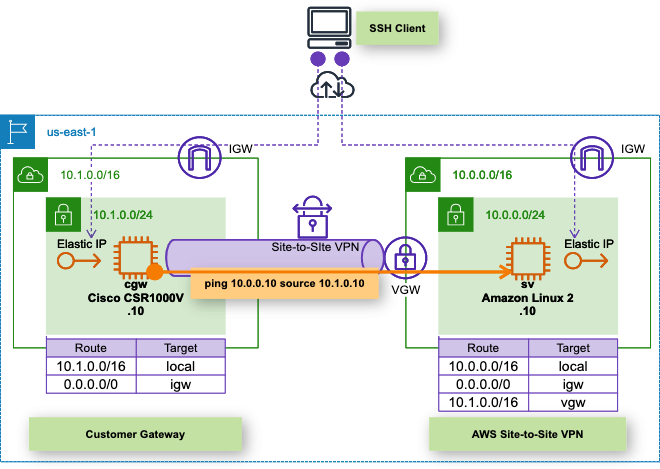 SSH Client
us-east-1
IGW
IGW
10.1.0.0/16
10.0.0.0/16
10.1.0.0/24
10.0.0.0/24
Elastic IP
Site-to-SIte VPN
Elastic IP
cgw
Cisco CSR1000V
.10
ping 10.0.0.10 source 10.1.0.10
VGW
sv
Amazon Linux 2
.10
Route Target
10.1.0.0/16 local
0.0.0.0/0 igw
Route Target
10.0.0.0/16 local
0.0.0.0/0 igw
10.1.0.0/16 vgw
Customer Gateway
AWS Site-to-Site VPN